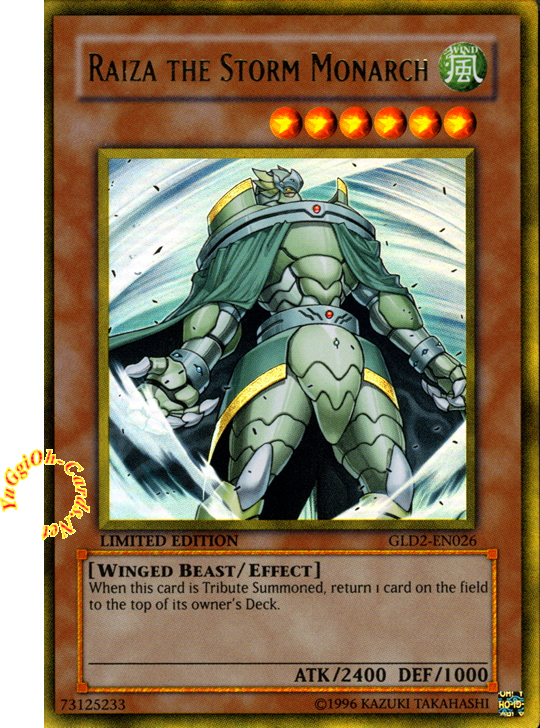 RAIZA THE STORM MONARCH
WIND
風
LIMITED EDITION
GLD2-EN026
[WINGED BEAST/EFFECT]
When this card is Tribute Summoned, return 1 card on the field
to the top of its owner's Deck.
ATK/2400 DEF/1000
73125233
©1996 KAZUKI TAKAHASHI
YuGgiOh-Cards.Net